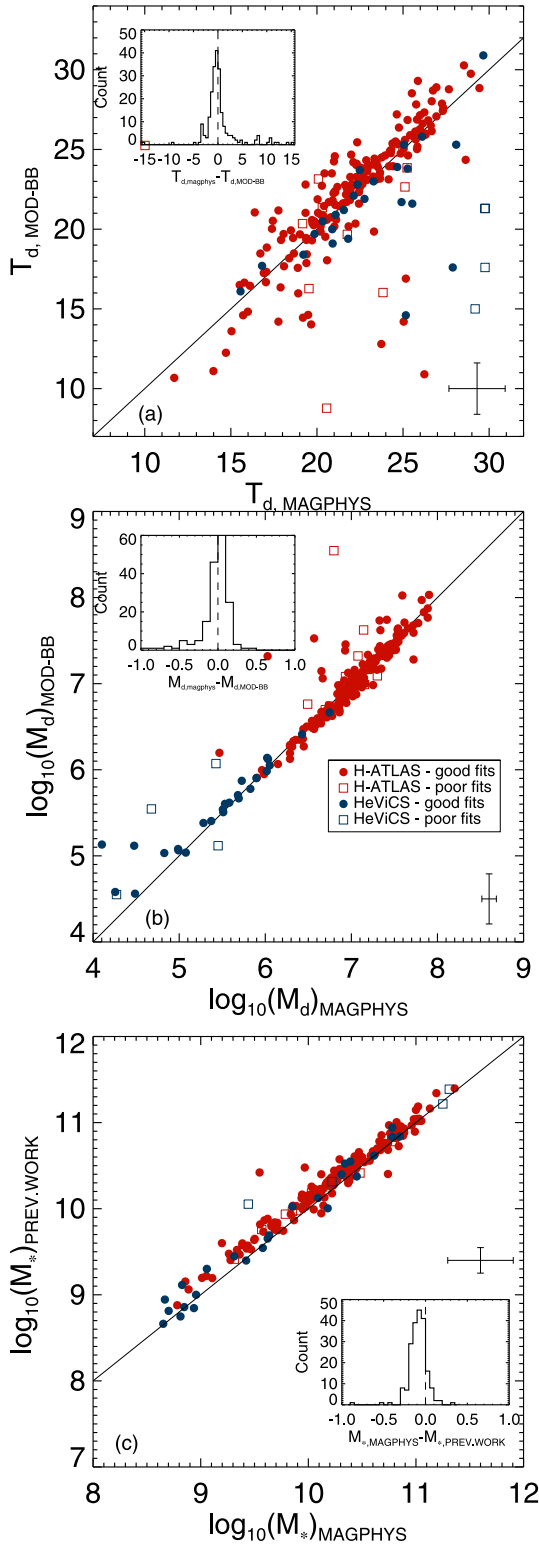 50
40
30
20
10
0
Count
-15 -10 -5 0 5 10 15
T_d,magphys-T_d,MOD-BB
30
25
20
15
10
T_d, MOD-BB
(a)
10 15 20 25 30
T_d, MAGPHYS
60
40
20
0
Count
-1.0 -0.5 0.0 0.5 1.0
M_d,magphys-M_d,MOD-BB
9
8
7
6
5
4
log10(M_d)MOD-BB
H-ATLAS - good fits
H-ATLAS - poor fits
HeViCS - good fits
HeViCS - poor fits
(b)
4 5 6 7 8 9
log10(M_d)MAGPHYS
12
11
10
9
8
7
log10(M_*)PREV.WORK
50
40
30
20
10
0
Count
-1.0 -0.5 0.0 0.5 1.0
M_*,MAGPHYS-M_*,PREV.WORK
(c)
8 9 10 11 12
log10(M_*)MAGPHYS